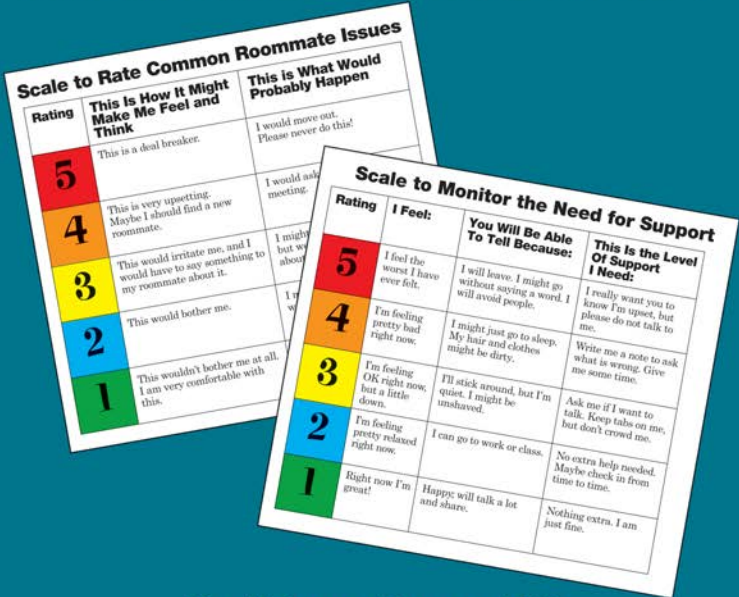 Scale to Rate Common Roommate Issues
Rating
This Is How It Might
Make Me Feel and
Think
This is What Would
Probably Happen
5
This is a deal breaker.
I would move out.
Please never do this!
4
This is very upsetting.
Maybe I should find a new
roommate.
I would ask
meeting.
3
This would irritate me, and I
would have to say something to
my roommate about it.
I might
but we
about
2
This would bother me.
1
This wouldn't bother me at all.
I am very comfortable with
this.
Scale to Monitor the Need for Support
Rating
I Feel:
You Will Be Able
To Tell Because:
This Is the Level
Of Support
I Need:
5
I feel the
worst I have
ever felt.
I will leave. I might go
without saying a word. I
will avoid people.
I really want you to
know I'm upset, but
please do not talk to
me.
4
I'm feeling
pretty bad
right now.
I might just go to sleep.
My hair and clothes
might be dirty.
Write me a note to ask
what is wrong. Give
me some time.
3
I'm feeling
OK right now,
but a little
down.
I'll stick around, but I'm
quiet. I might be
unshaved.
Ask me if I want to
talk. Keep tabs on me,
but don't crowd me.
2
I'm feeling
pretty relaxed
right now.
I can go to work or class.
No extra help needed.
Maybe check in from
time to time.
1
Right now I'm
great!
Happy, will talk a lot
and share.
Nothing extra. I am
just fine.